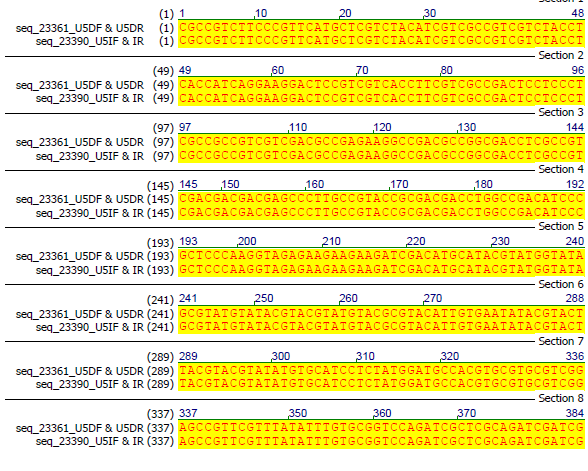 Section 1
(1) 1 10 20 30 48
seq_23361_U5DF & U5DR (1) CGCCGTCTTCCCGTTCATGCTCGTCTACATCGTCGCCGTCGTCTACCT
seq_23390_U5IF & IR (1) CGCCGTCTTCCCGTTCATGCTCGTCTACATCGTCGCCGTCGTCTACCT
Section 2
(49) 49 60 70 80 96
seq_23361_U5DF & U5DR (49) CACCATCAGGAAGGACTCCGTCGTCACCTTCGTCGCCGACTCCTCCCT
seq_23390_U5IF & IR (49) CACCATCAGGAAGGACTCCGTCGTCACCTTCGTCGCCGACTCCTCCCT
Section 3
(97) 97 110 120 130 144
seq_23361_U5DF & U5DR (97) CGCCGCCGTCGTCGACGCCGAGAAGGCCGACGCCGGCGACCTCGCCGT
seq_23390_U5IF & IR (97) CGCCGCCGTCGTCGACGCCGAGAAGGCCGACGCCGGCGACCTCGCCGT
Section 4
(145) 145 150 160 170 180 192
seq_23361_U5DF & U5DR (145) CGACGACGACGAGCCCTTGCCGTACCGCGACGACCTGGCCGACATCCC
seq_23390_U5IF & IR (145) CGACGACGACGAGCCCTTGCCGTACCGCGACGACCTGGCCGACATCCC
Section 5
(193) 193 200 210 220 230 240
seq_23361_U5DF & U5DR (193) GCTCCCAAGGTAGAGAAGAAGAAGATCGACATGCATACGTATGGTATA
seq_23390_U5IF & IR (193) GCTCCCAAGGTAGAGAAGAAGAAGATCGACATGCATACGTATGGTATA
Section 6
(241) 241 250 260 270 288
seq_23361_U5DF & U5DR (241) GCGTATGTATACGTACGTATGTACGCGTACATTGTGAATATACGTACT
seq_23390_U5IF & IR (241) GCGTATGTATACGTACGTATGTACGCGTACATTGTGAATATACGTACT
Section 7
(289) 289 300 310 320 336
seq_23361_U5DF & U5DR (289) TACGTACGTATATGTGCATCCTCTATGGATGCCACGTGCGTGCGTCGG
seq_23390_U5IF & IR (289) TACGTACGTATATGTGCATCCTCTATGGATGCCACGTGCGTGCGTCGG
Section 8
(337) 337 350 360 370 384
seq_23361_U5DF & U5DR (337) AGCCGTTCGTTTATATTTGTGCGGTCCAGATCGCTCGCAGATCGATCG
seq_23390_U5IF & IR (337) AGCCGTTCGTTTATATTTGTGCGGTCCAGATCGCTCGCAGATCGATCG